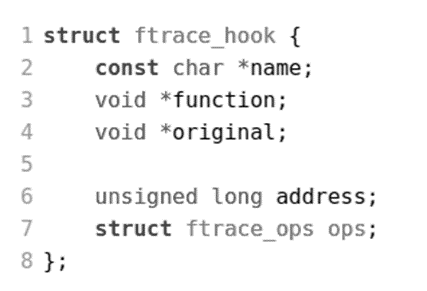 1 struct ftrace_hook {
2     const char *name;
3     void *function;
4     void *original;
5
6     unsigned long address;
7     struct ftrace_ops ops;
8 };